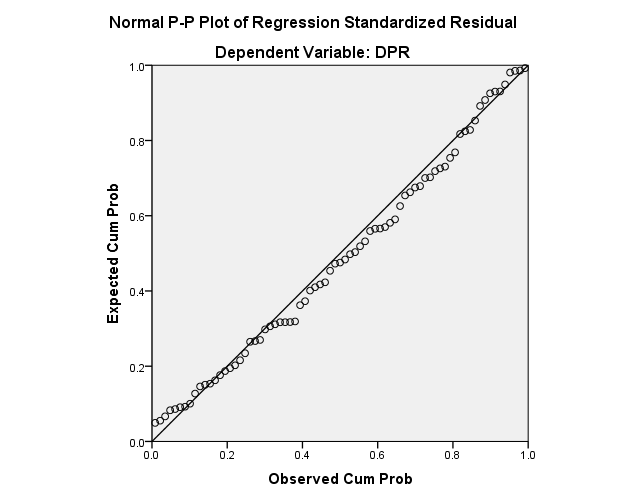 Normal P-P Plot of Regression Standardized Residual
Dependent Variable: DPR
1.0
0.8
0.6
0.4
0.2
0.0
Expected Cum Prob
0.0 0.2 0.4 0.6 0.8 1.0
Observed Cum Prob